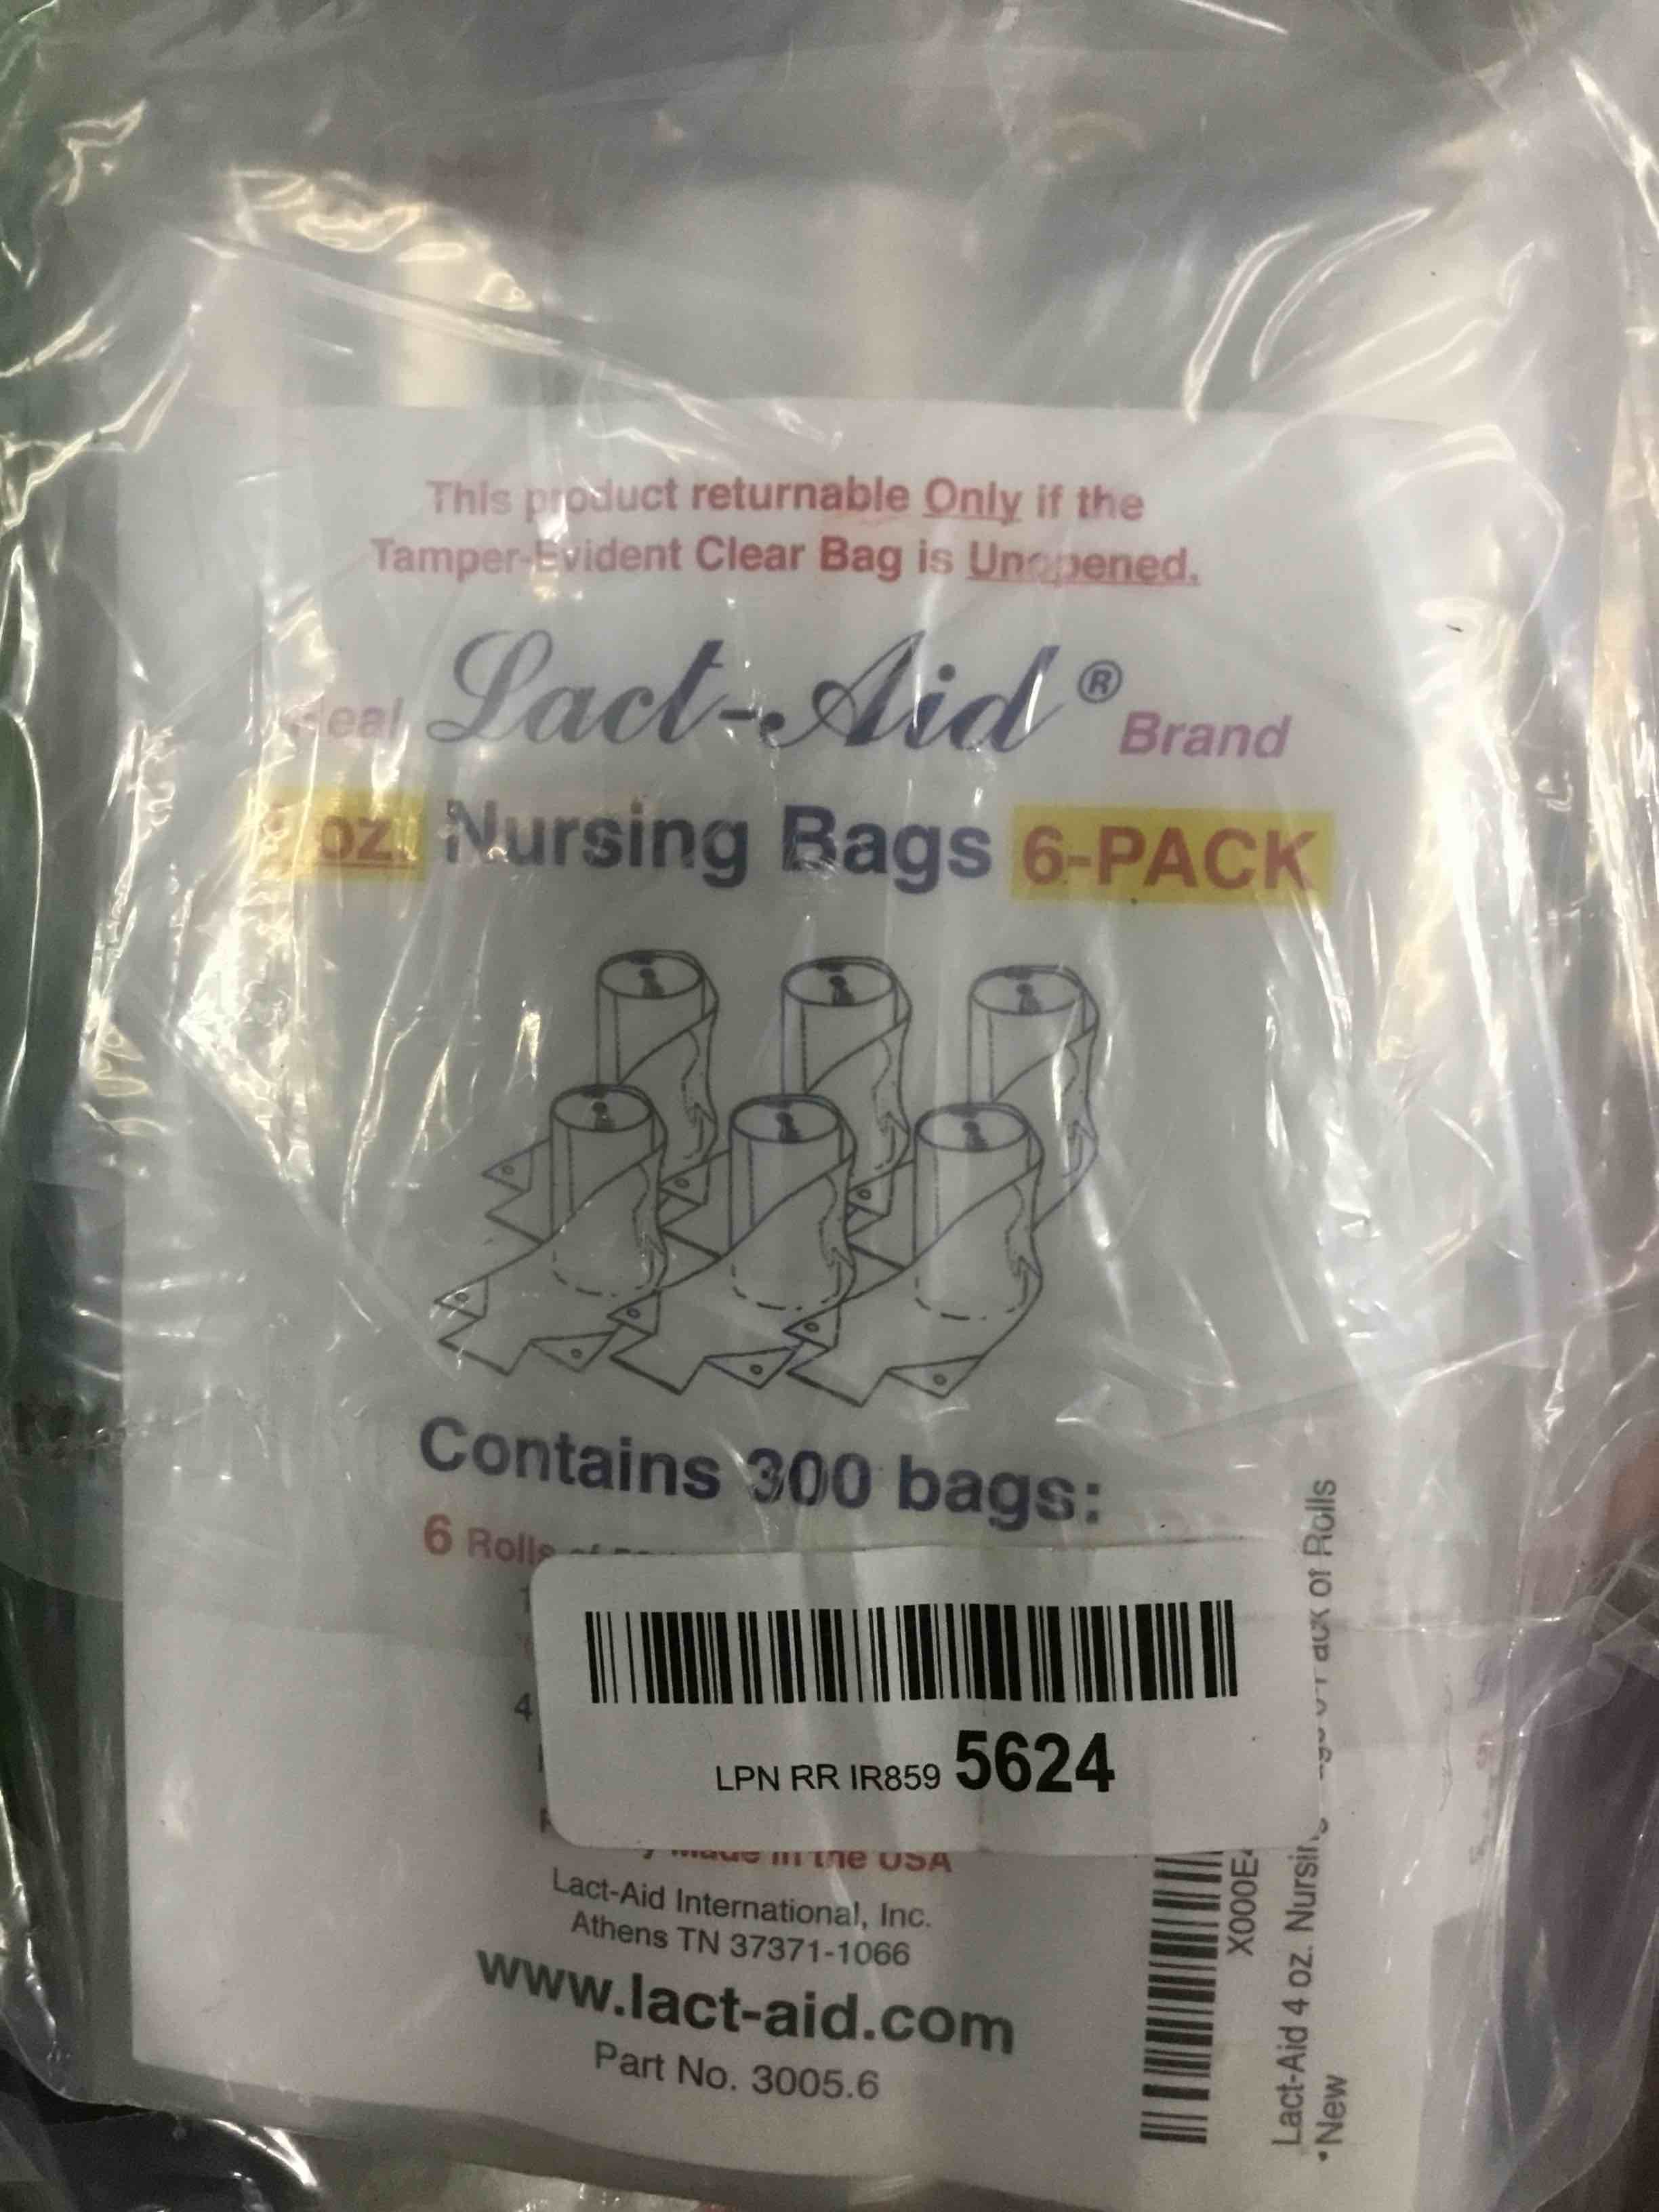 This product returnable Only if the
Tamper-Evident Clear Bag is Unopened.
Lact-Aid® Brand
oz. Nursing Bags 6-PACK
Contains 300 bags:
6 Rolls
4
LPN RR IR859 5624
Made in the USA
Lact-Aid International, Inc.
Athens TN 37371-1066
www.lact-aid.com
Part No. 3005.6
X000E
Lact-Aid 4 oz. Nursing Pack of Rolls
New